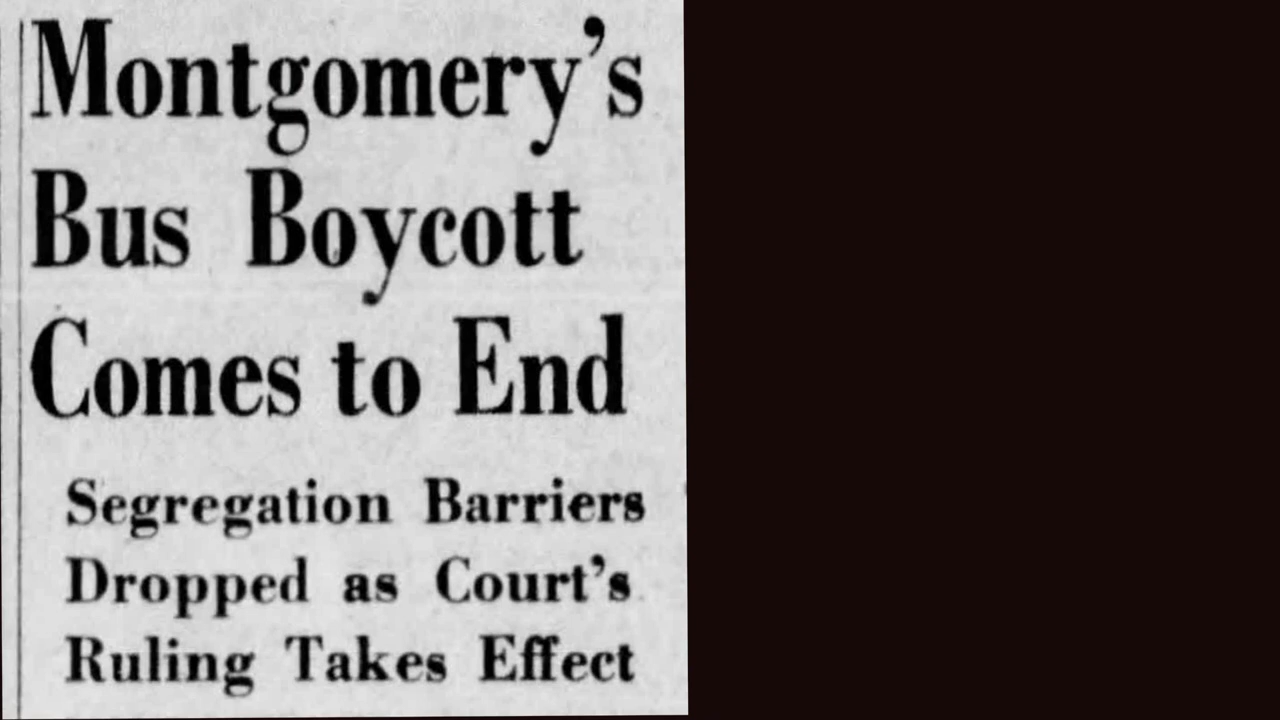 Montgomery's
Bus Boycott
Comes to End
Segregation Barriers
Dropped as Court's
Ruling Takes Effect